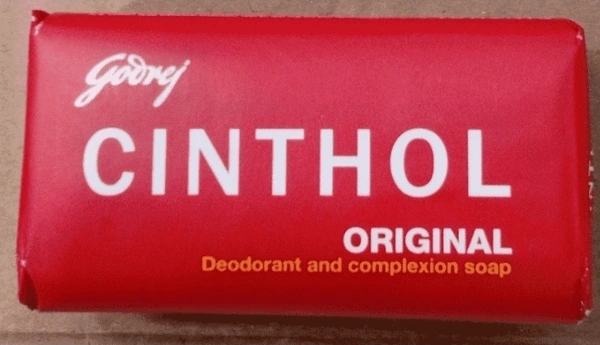 Godrej
CINTHOL
ORIGINAL
Deodorant and complexion soap